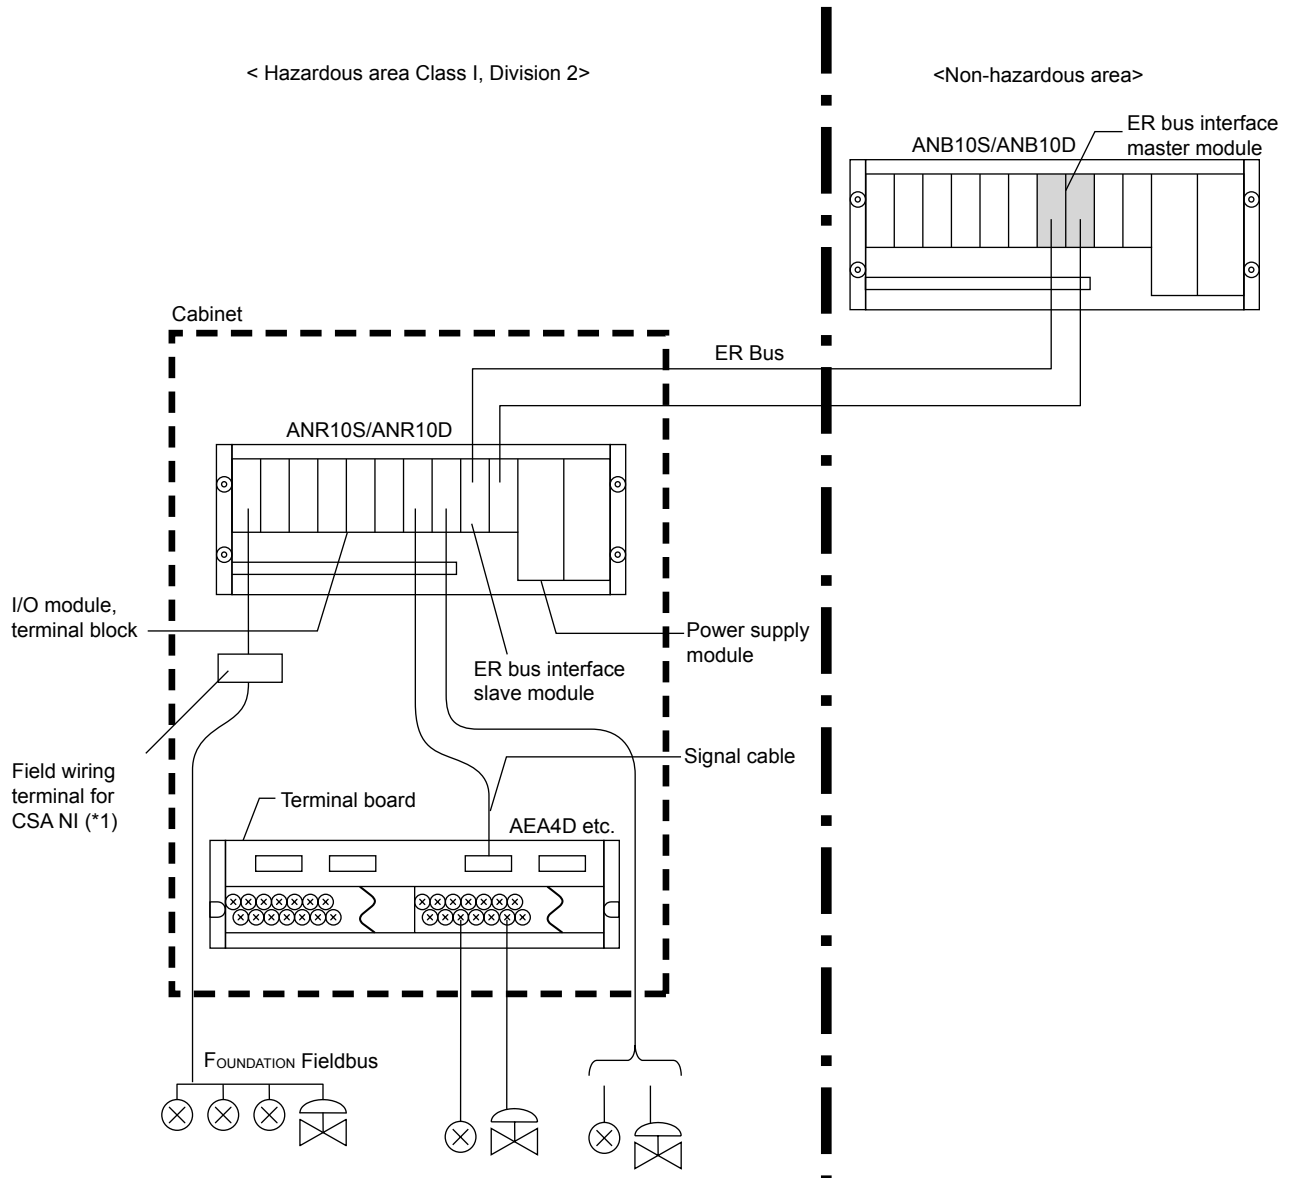 < Hazardous area Class I, Division 2>
<Non-hazardous area>
ER bus interface
master module
ANB10S/ANB10D
Cabinet
ER Bus
ANR10S/ANR10D
I/O module,
terminal block
Power supply
module
ER bus interface
slave module
Signal cable
Field wiring
terminal for
CSA NI (*1)
Terminal board
AEA4D etc.
FOUNDATION Fieldbus